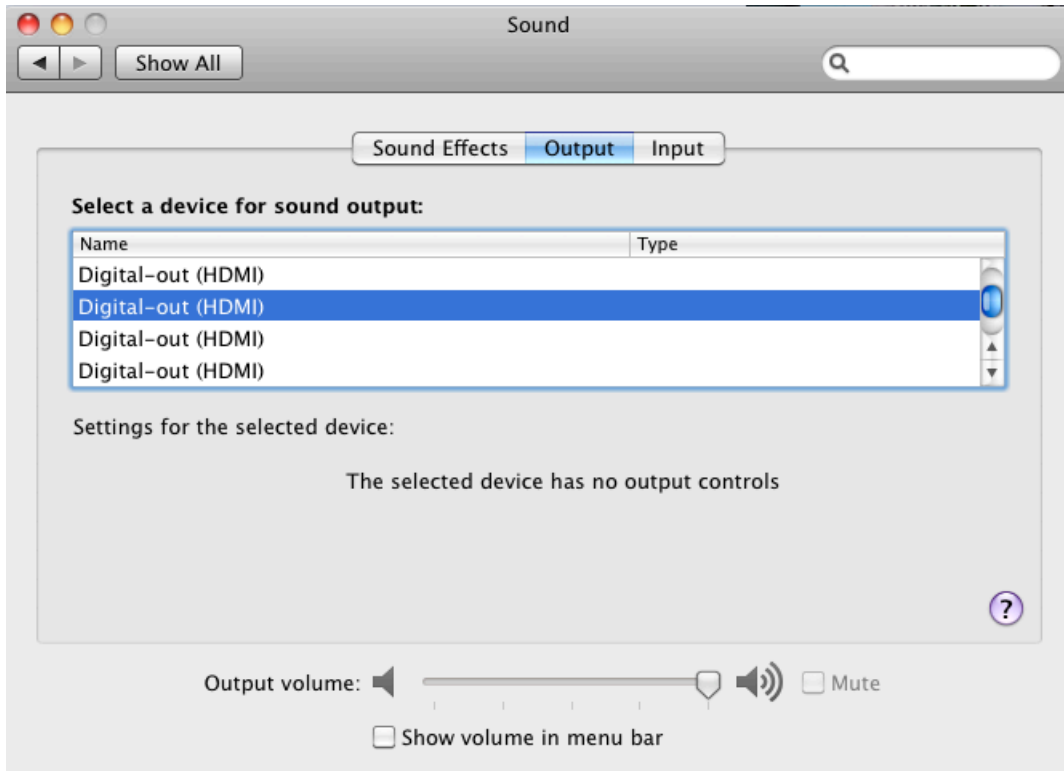 Sound
Show All
Sound Effects Output Input
Select a device for sound output:
Name Type
Digital-out (HDMI)
Digital-out (HDMI)
Digital-out (HDMI)
Digital-out (HDMI)
Settings for the selected device:
The selected device has no output controls
?
Output volume: Mute
Show volume in menu bar